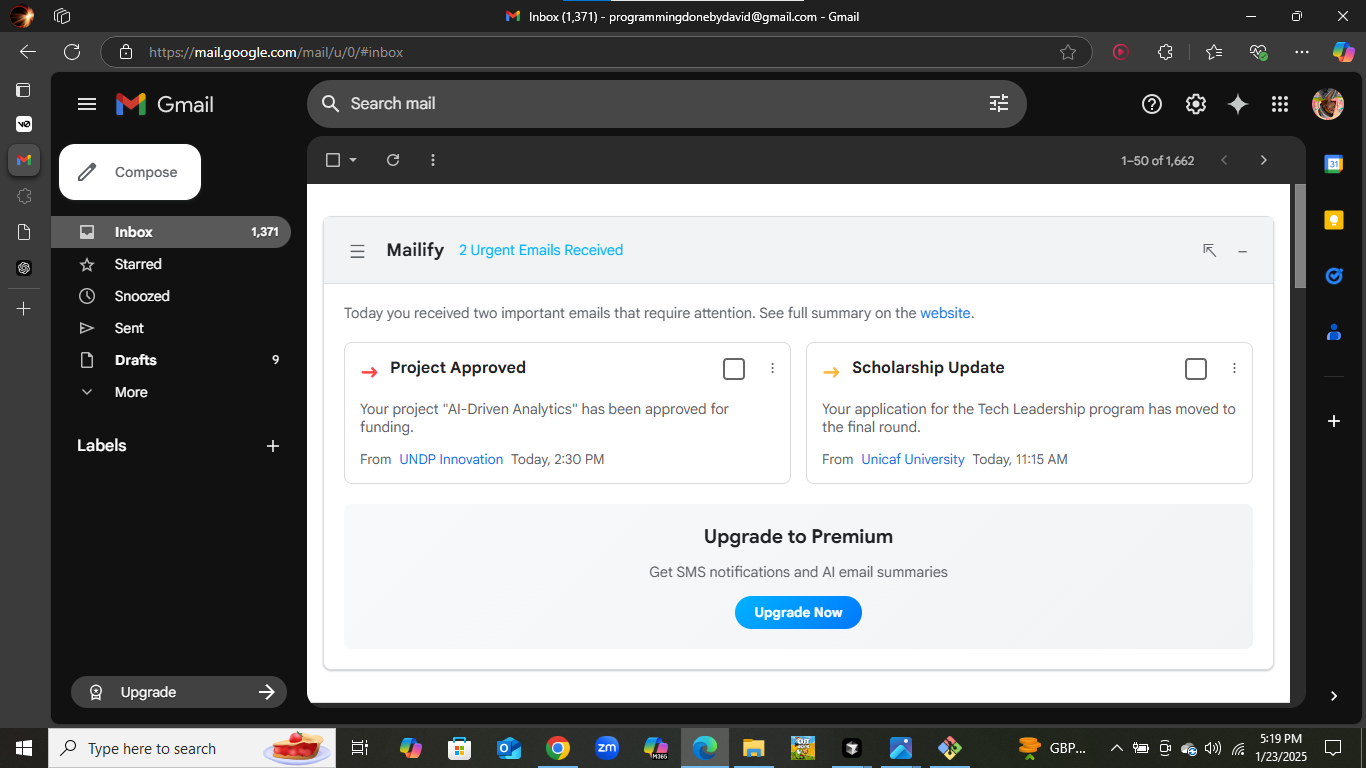 Inbox (1,371) - programmingdonebydavid@gmail.com - Gmail
https://mail.google.com/mail/u/0/#inbox
Gmail
Search mail
Compose
1–50 of 1,662
Inbox 1,371
Starred
Snoozed
Sent
Drafts 9
More
Labels
Upgrade
Mailify 2 Urgent Emails Received
Today you received two important emails that require attention. See full summary on the website.
Project Approved
Your project "AI-Driven Analytics" has been approved for
funding.
From UNDP Innovation Today, 2:30 PM
Scholarship Update
Your application for the Tech Leadership program has moved to
the final round.
From Unicaf University Today, 11:15 AM
Upgrade to Premium
Get SMS notifications and AI email summaries
Upgrade Now
31
Type here to search
zm
M365
GBP...
5:19 PM
1/23/2025